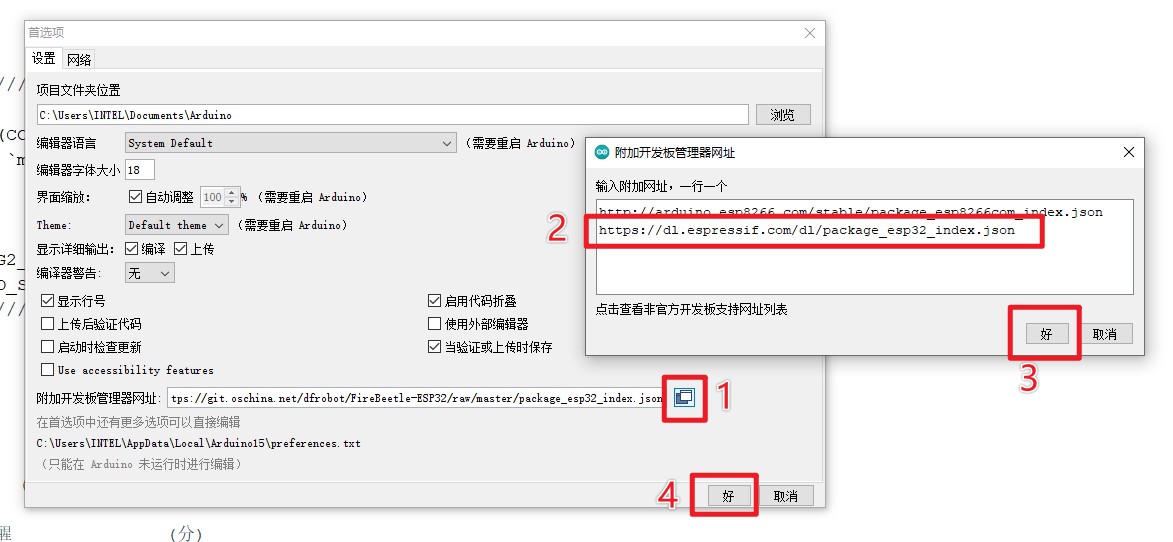 首选项
设置 网络
项目文件夹位置
C:\Users\INTEL\Documents\Arduino 浏览
编辑器语言 System Default (需要重启 Arduino)
编辑器字体大小 18
界面缩放: 自动调整 100 % (需要重启 Arduino)
Theme: Default theme (需要重启 Arduino)
显示详细输出: 编译 上传
编译器警告: 无
显示行号 启用代码折叠
上传后验证代码 使用外部编辑器
启动时检查更新 当验证或上传时保存
Use accessibility features
附加开发板管理器网址: tps://git.oschina.net/dfrobot/FireBeetle-ESP32/raw/master/package_esp32_index.json
1
在首选项中还有更多选项可以直接编辑
C:\Users\INTEL\AppData\Local\Arduino15\preferences.txt
(只能在 Arduino 未运行时进行编辑)
4 好 取消
附加开发板管理器网址
输入附加网址，一行一个
http://arduino.esp8266.com/stable/package_esp8266com_index.json
2 https://dl.espressif.com/dl/package_esp32_index.json
点击查看非官方开发板支持网址列表
好 取消
3
(分)